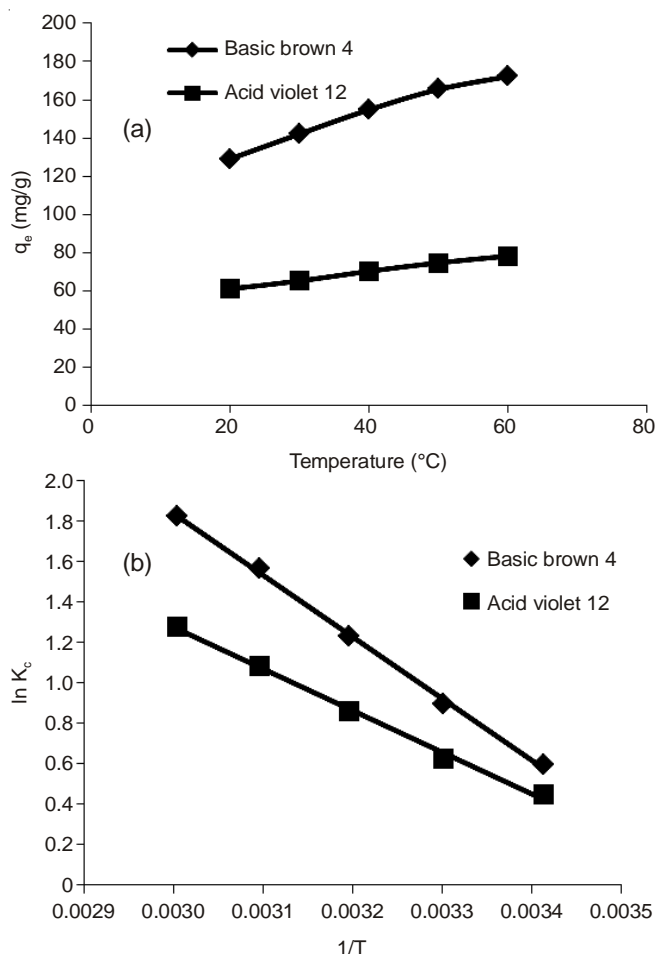 200
180
160
140
120
100
80
60
40
20
0
qₑ (mg/g)
Basic brown 4
Acid violet 12
(a)
0 20 40 60 80
Temperature (°C)
2.0
1.8
1.6
1.4
1.2
1.0
0.8
0.6
0.4
0.2
0
ln K꜀
(b)
Basic brown 4
Acid violet 12
0.0029 0.0030 0.0031 0.0032 0.0033 0.0034 0.0035
1/T